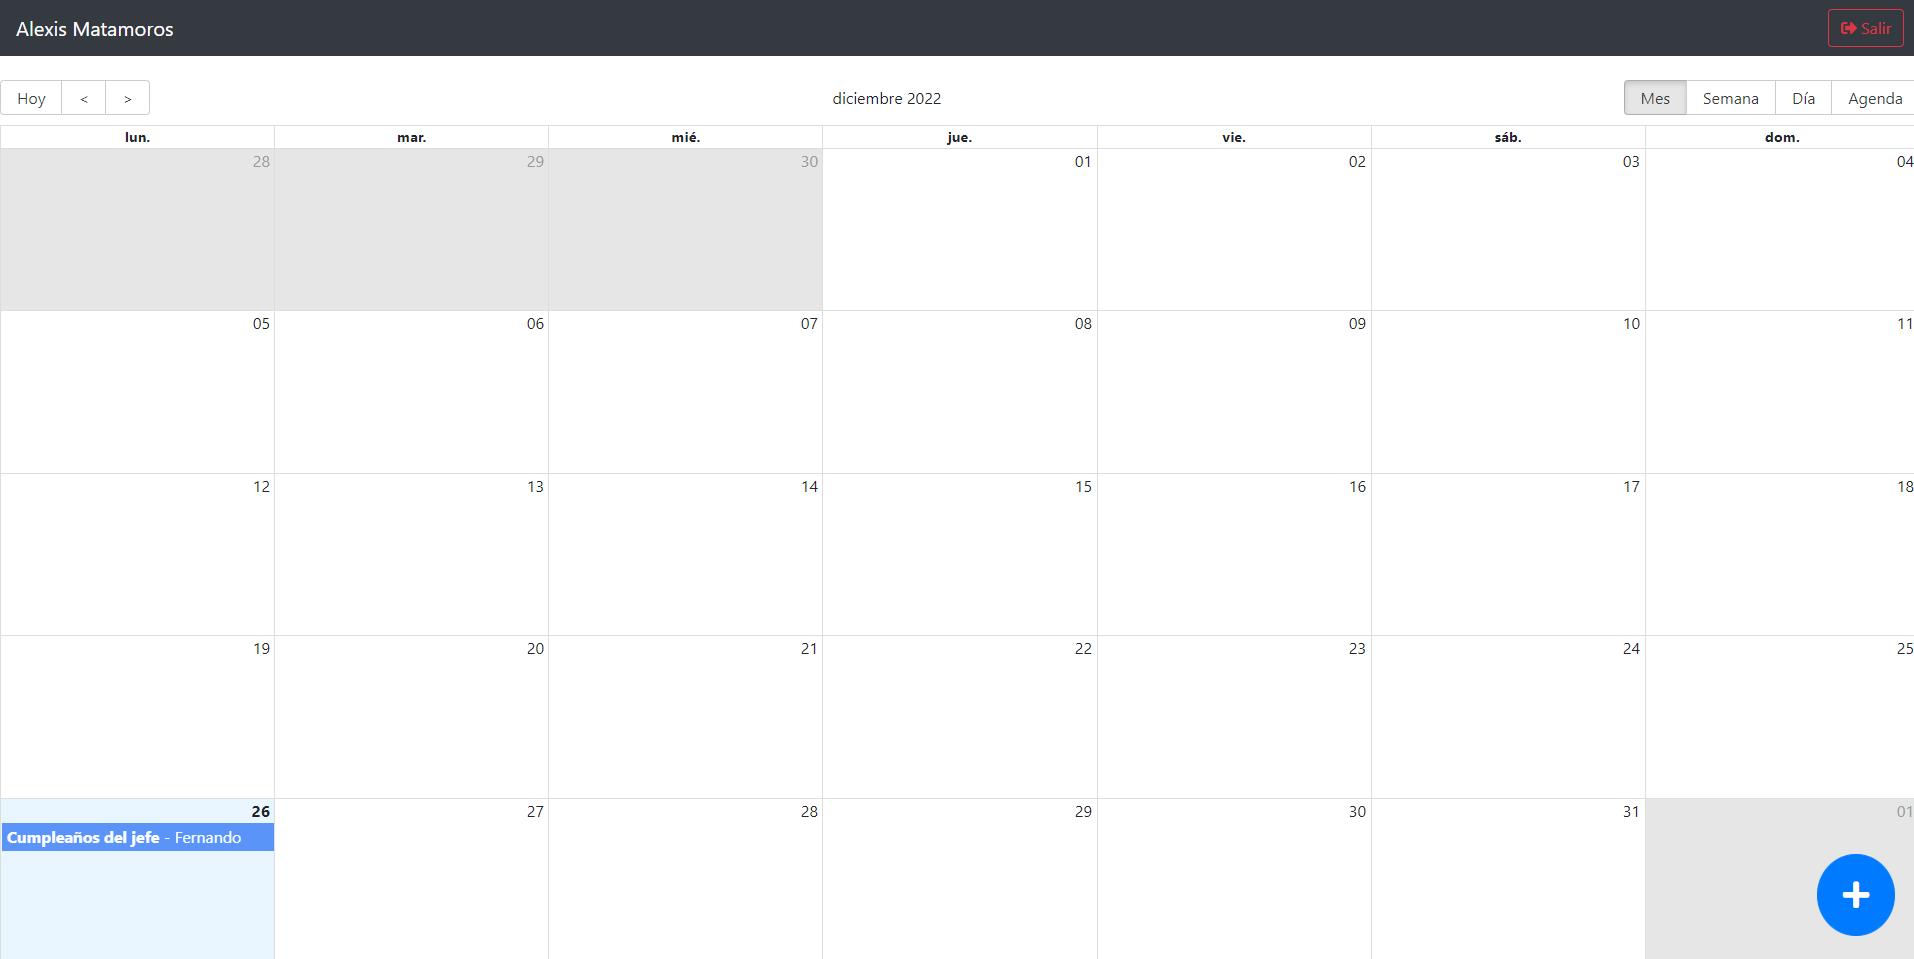 Alexis Matamoros Salir
Hoy < > diciembre 2022 Mes Semana Día Agenda
lun. mar. mié. jue. vie. sáb. dom.
28 29 30 01 02 03 04
05 06 07 08 09 10 11
12 13 14 15 16 17 18
19 20 21 22 23 24 25
26 27 28 29 30 31 01
Cumpleaños del jefe - Fernando